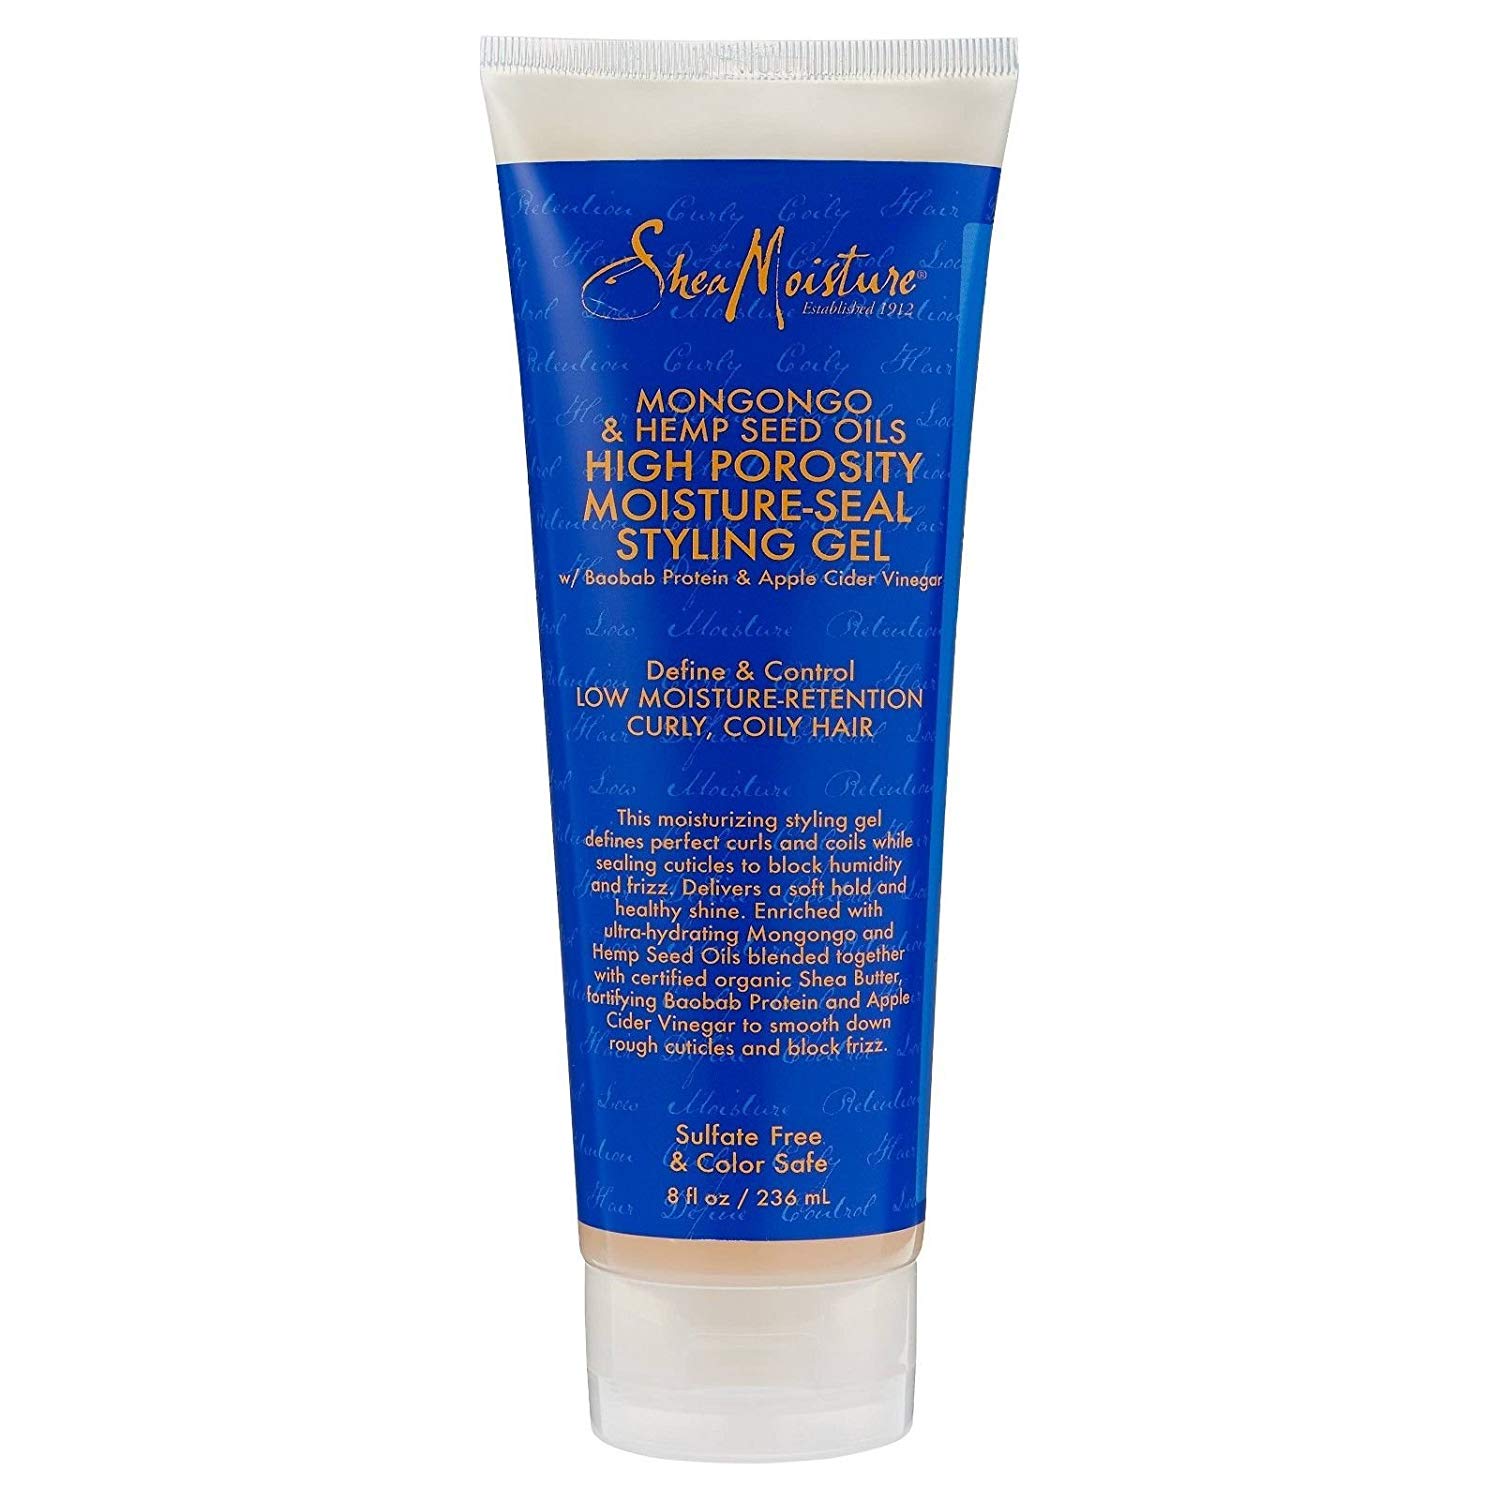 Shea Moisture®
Established 1912
MONGONGO
& HEMP SEED OILS
HIGH POROSITY
MOISTURE-SEAL
STYLING GEL
w/ Baobab Protein & Apple Cider Vinegar
Define & Control
LOW MOISTURE-RETENTION
CURLY, COILY HAIR
This moisturizing styling gel
defines perfect curls and coils while
sealing cuticles to block humidity
and frizz. Delivers a soft hold and
healthy shine. Enriched with
ultra-hydrating Mongongo and
Hemp Seed Oils blended together
with certified organic Shea Butter,
fortifying Baobab Protein and Apple
Cider Vinegar to smooth down
rough cuticles and block frizz.
Sulfate Free
& Color Safe
8 fl oz / 236 mL